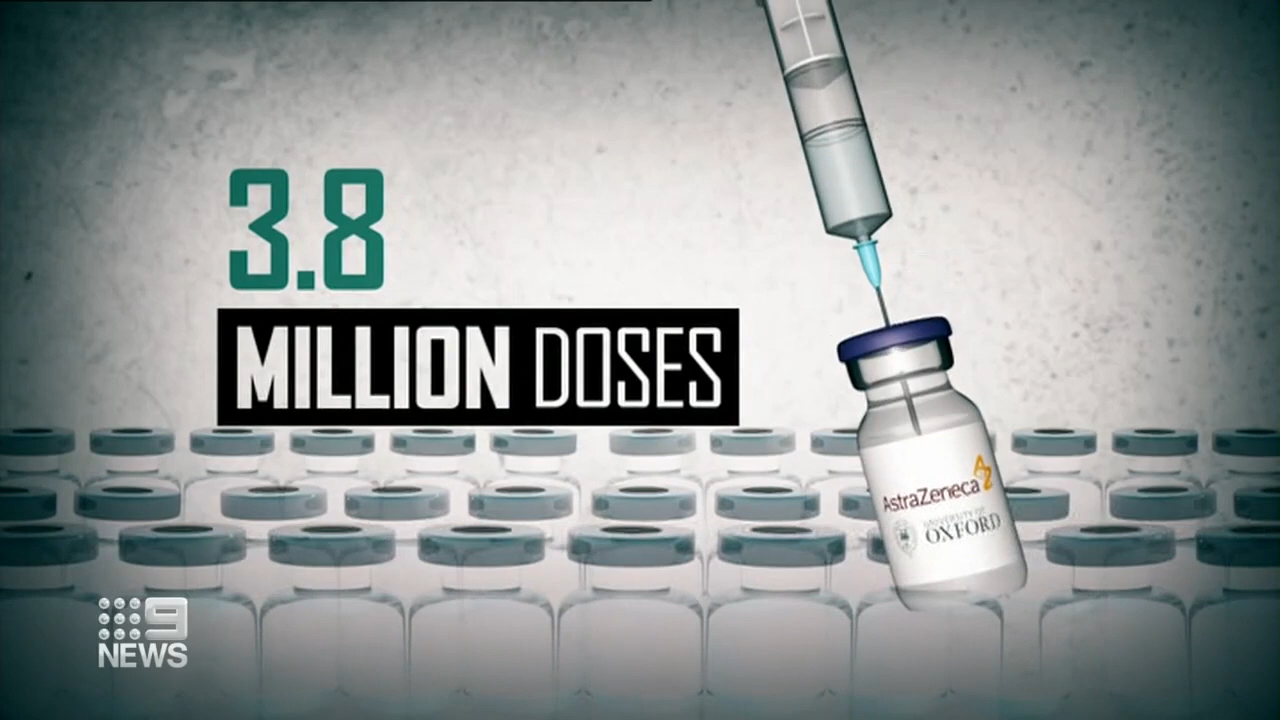 3.8
MILLION DOSES
AstraZeneca
UNIVERSITY OF
OXFORD
9
NEWS